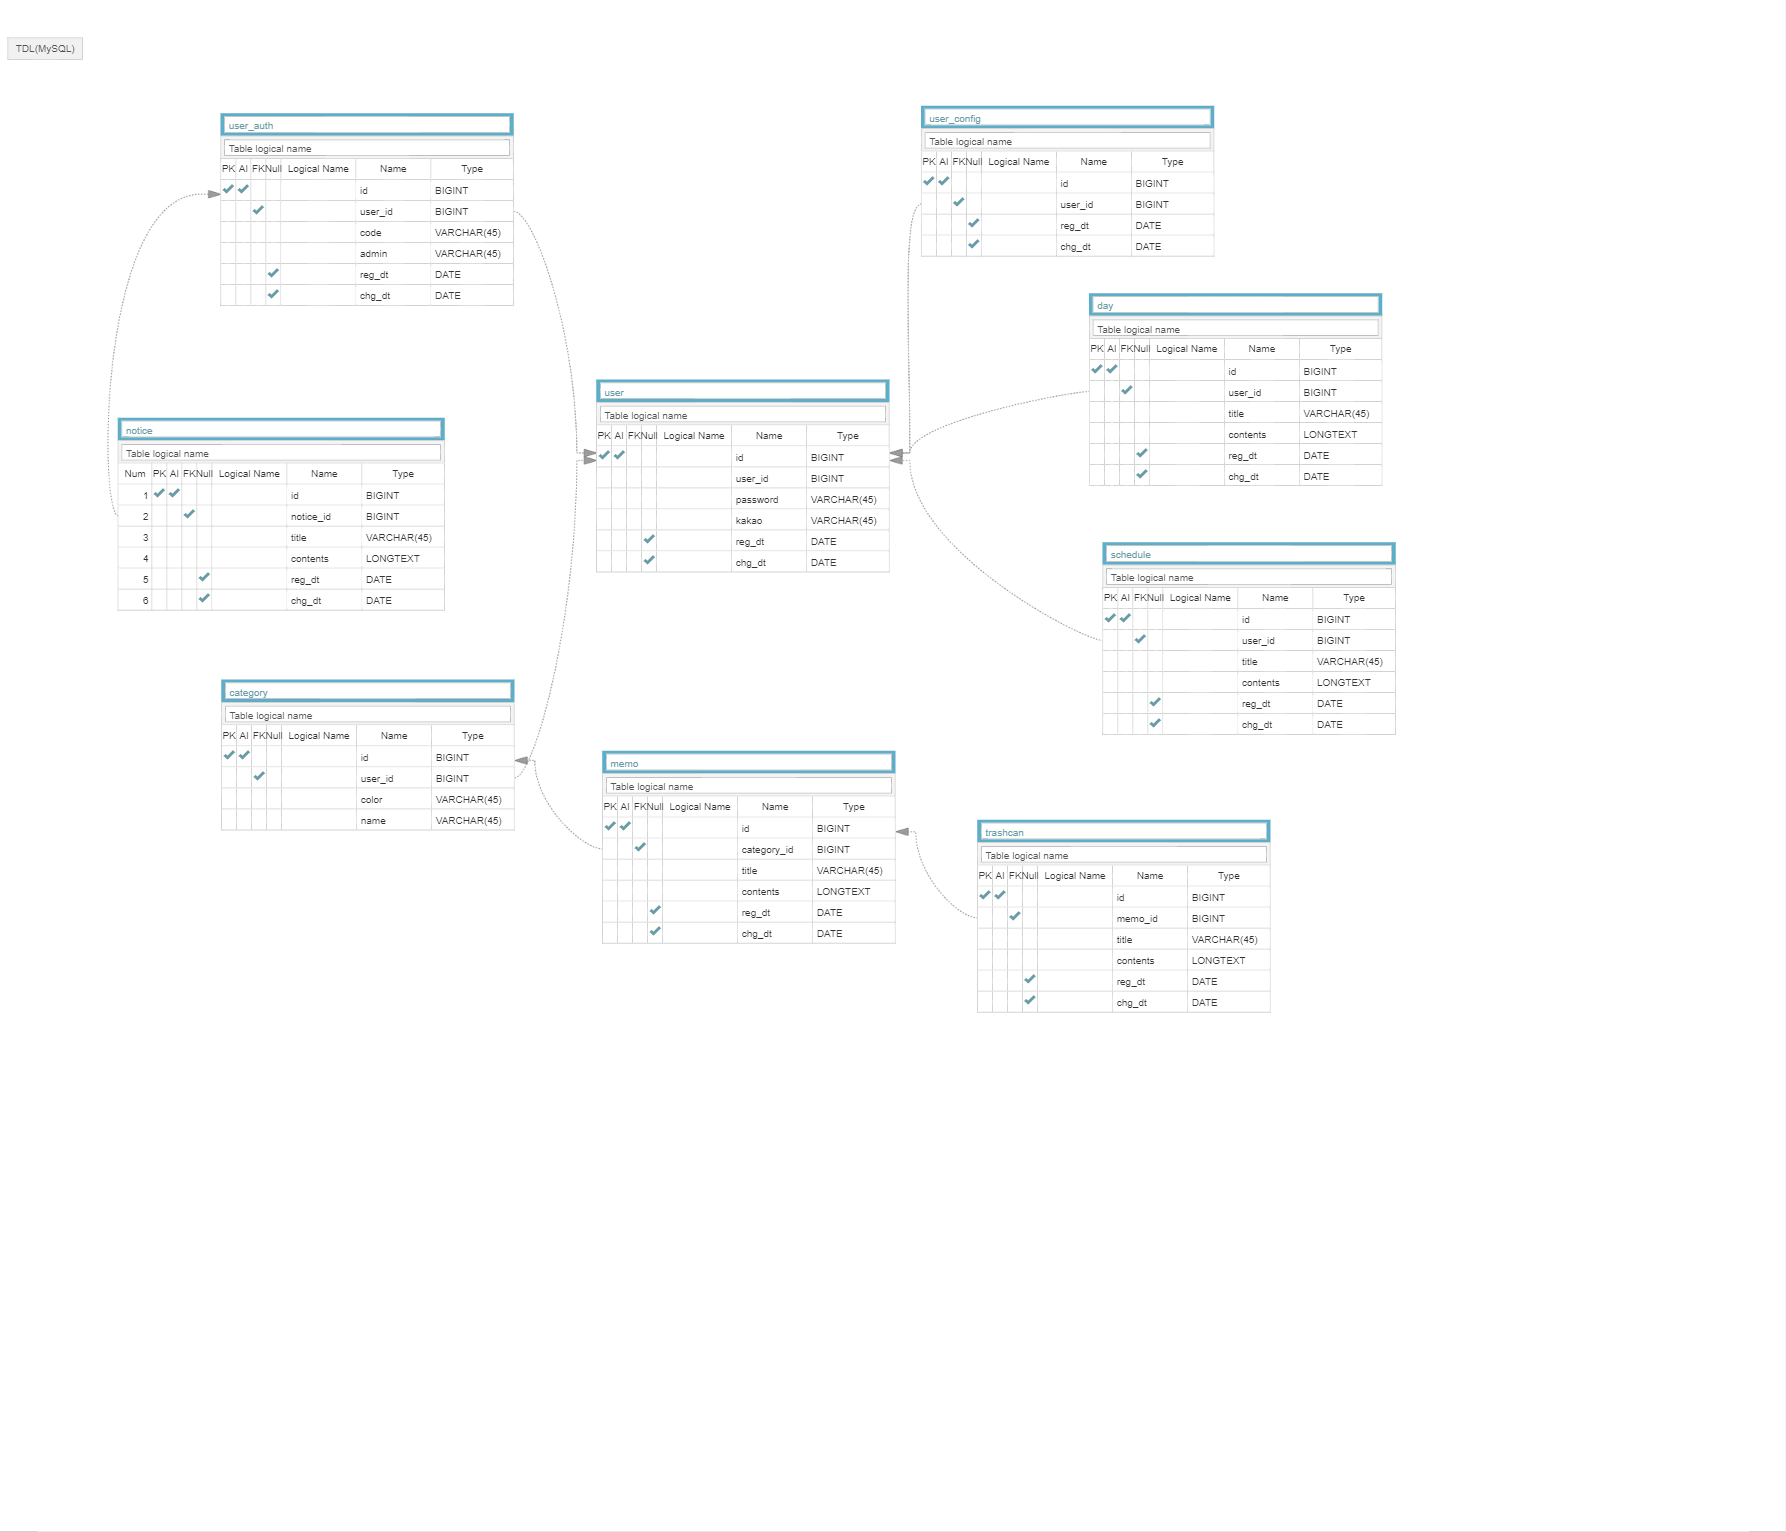 TDL(MySQL)
user_auth
Table logical name
PK AI FK Null Logical Name Name Type
id BIGINT
user_id BIGINT
code VARCHAR(45)
admin VARCHAR(45)
reg_dt DATE
chg_dt DATE
user_config
Table logical name
PK AI FK Null Logical Name Name Type
id BIGINT
user_id BIGINT
reg_dt DATE
chg_dt DATE
day
Table logical name
PK AI FK Null Logical Name Name Type
id BIGINT
user_id BIGINT
title VARCHAR(45)
contents LONGTEXT
reg_dt DATE
chg_dt DATE
user
Table logical name
PK AI FK Null Logical Name Name Type
id BIGINT
user_id BIGINT
password VARCHAR(45)
kakao VARCHAR(45)
reg_dt DATE
chg_dt DATE
notice
Table logical name
Num PK AI FK Null Logical Name Name Type
1 id BIGINT
2 notice_id BIGINT
3 title VARCHAR(45)
4 contents LONGTEXT
5 reg_dt DATE
6 chg_dt DATE
schedule
Table logical name
PK AI FK Null Logical Name Name Type
id BIGINT
user_id BIGINT
title VARCHAR(45)
contents LONGTEXT
reg_dt DATE
chg_dt DATE
category
Table logical name
PK AI FK Null Logical Name Name Type
id BIGINT
user_id BIGINT
color VARCHAR(45)
name VARCHAR(45)
memo
Table logical name
PK AI FK Null Logical Name Name Type
id BIGINT
category_id BIGINT
title VARCHAR(45)
contents LONGTEXT
reg_dt DATE
chg_dt DATE
trashcan
Table logical name
PK AI FK Null Logical Name Name Type
id BIGINT
memo_id BIGINT
title VARCHAR(45)
contents LONGTEXT
reg_dt DATE
chg_dt DATE